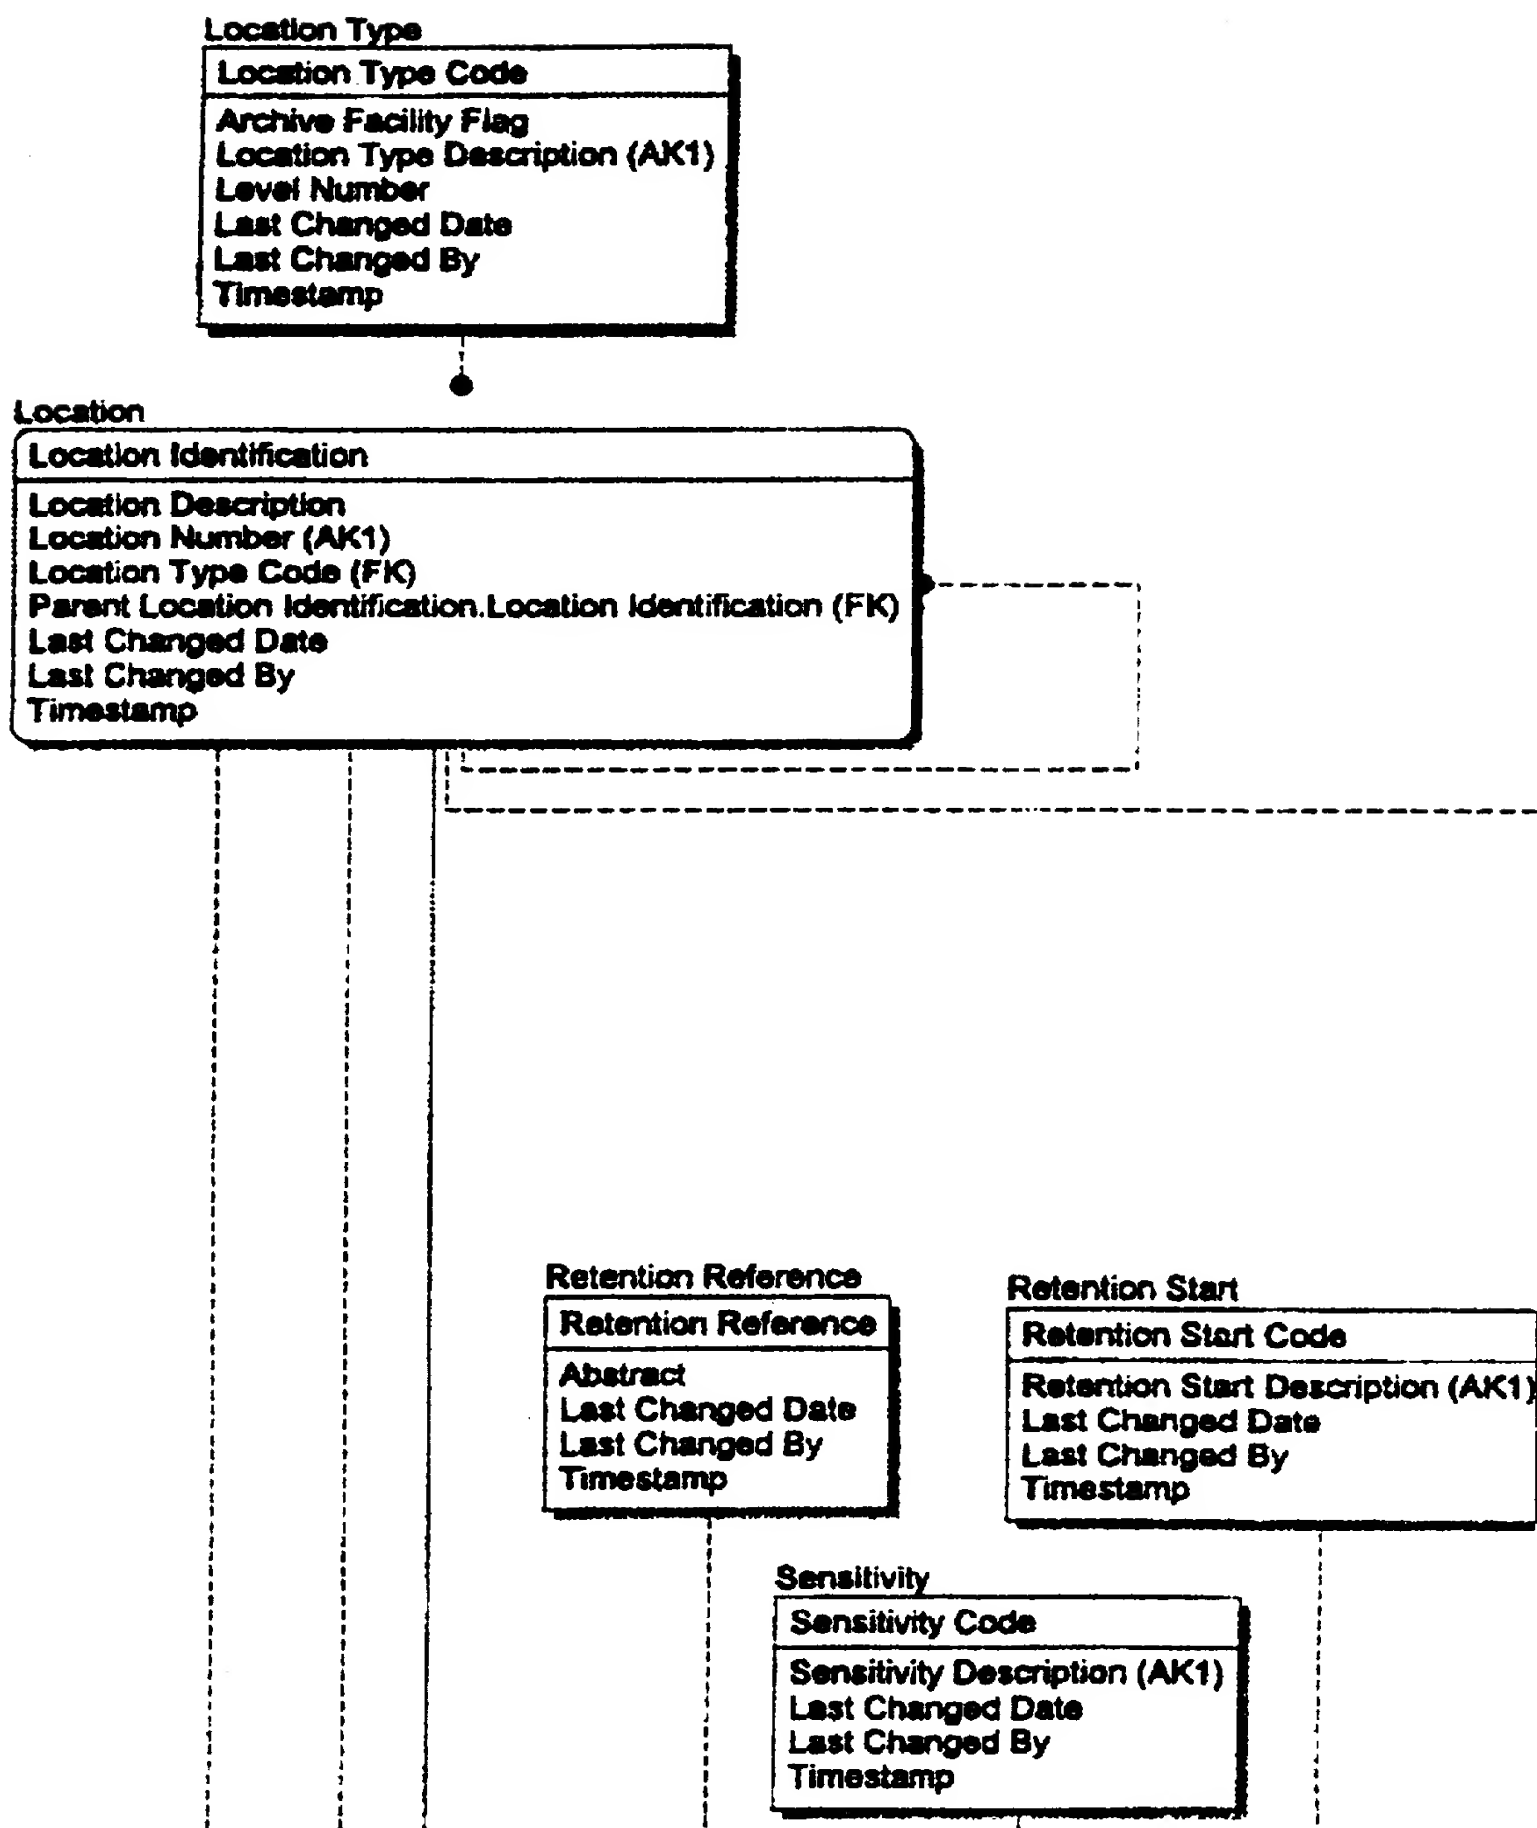 Location Type
Location Type Code
Archive Facility Flag
Location Type Description (AK1)
Level Number
Last Changed Date
Last Changed By
Timestamp
Location
Location Identification
Location Description
Location Number (AK1)
Location Type Code (FK)
Parent Location Identification.Location Identification (FK)
Last Changed Date
Last Changed By
Timestamp
Retention Reference
Retention Reference
Abstract
Last Changed Date
Last Changed By
Timestamp
Retention Start
Retention Start Code
Retention Start Description (AK1)
Last Changed Date
Last Changed By
Timestamp
Sensitivity
Sensitivity Code
Sensitivity Description (AK1)
Last Changed Date
Last Changed By
Timestamp